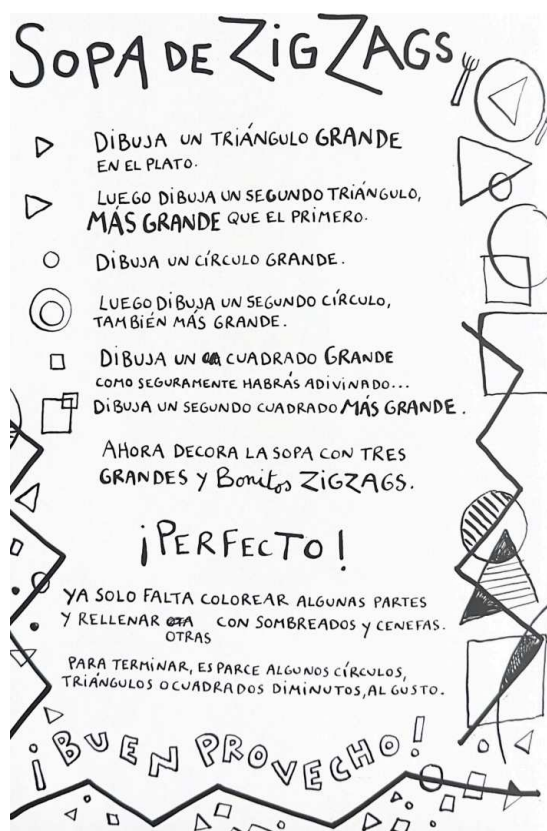 SOPA DE ZiGZAGS
DIBUJA UN TRIÁNGULO GRANDE
EN EL PLATO.
LUEGO DIBUJA UN SEGUNDO TRIÁNGULO,
MÁS GRANDE QUE EL PRIMERO.
DIBUJA UN CÍRCULO GRANDE.
LUEGO DIBUJA UN SEGUNDO CÍRCULO,
TAMBIÉN MÁS GRANDE.
DIBUJA UN CUADRADO GRANDE
COMO SEGURAMENTE HABRÁS ADIVINADO...
DIBUJA UN SEGUNDO CUADRADO MÁS GRANDE.
AHORA DECORA LA SOPA CON TRES
GRANDES Y Bonitos ZiGZAGS.
¡PERFECTO!
YA SOLO FALTA COLOREAR ALGUNAS PARTES
Y RELLENAR OTRAS CON SOMBREADOS Y CENEFAS.
PARA TERMINAR, ESPARCE ALGUNOS CÍRCULOS,
TRIÁNGULOS O CUADRADOS DIMINUTOS, AL GUSTO.
¡BUEN PROVECHO!